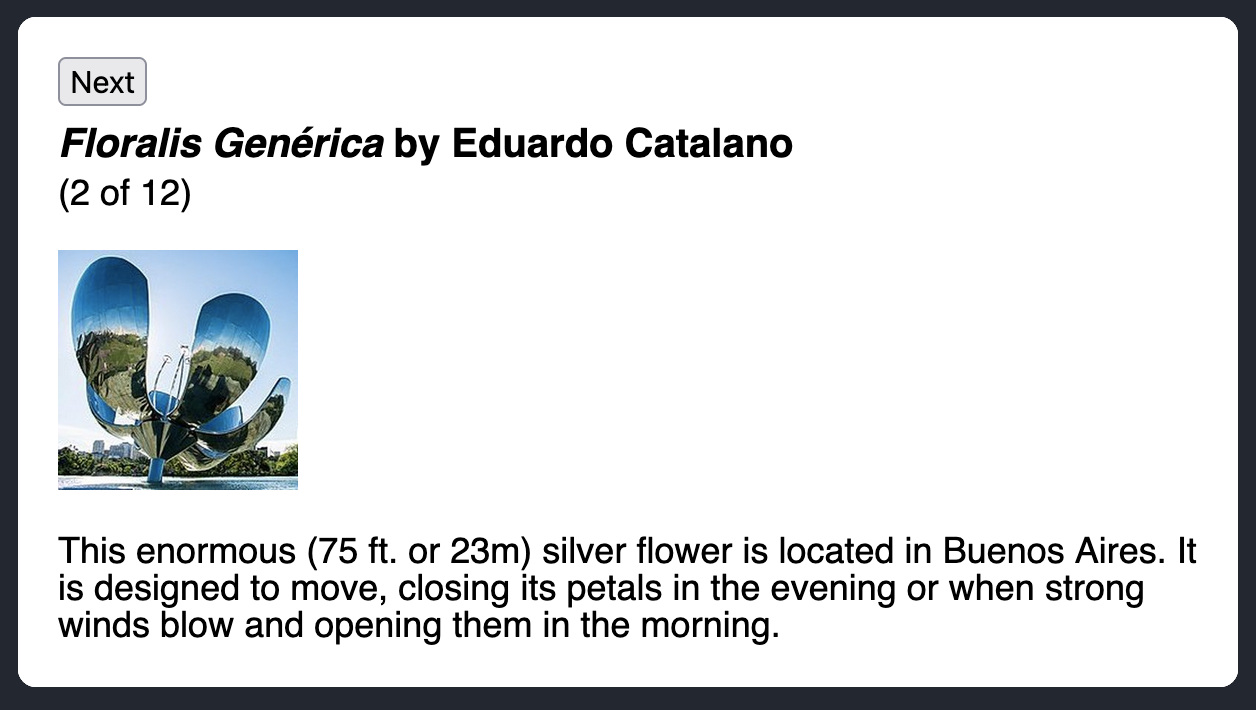 Next
Floralis Genérica by Eduardo Catalano
(2 of 12)
This enormous (75 ft. or 23m) silver flower is located in Buenos Aires. It
is designed to move, closing its petals in the evening or when strong
winds blow and opening them in the morning.